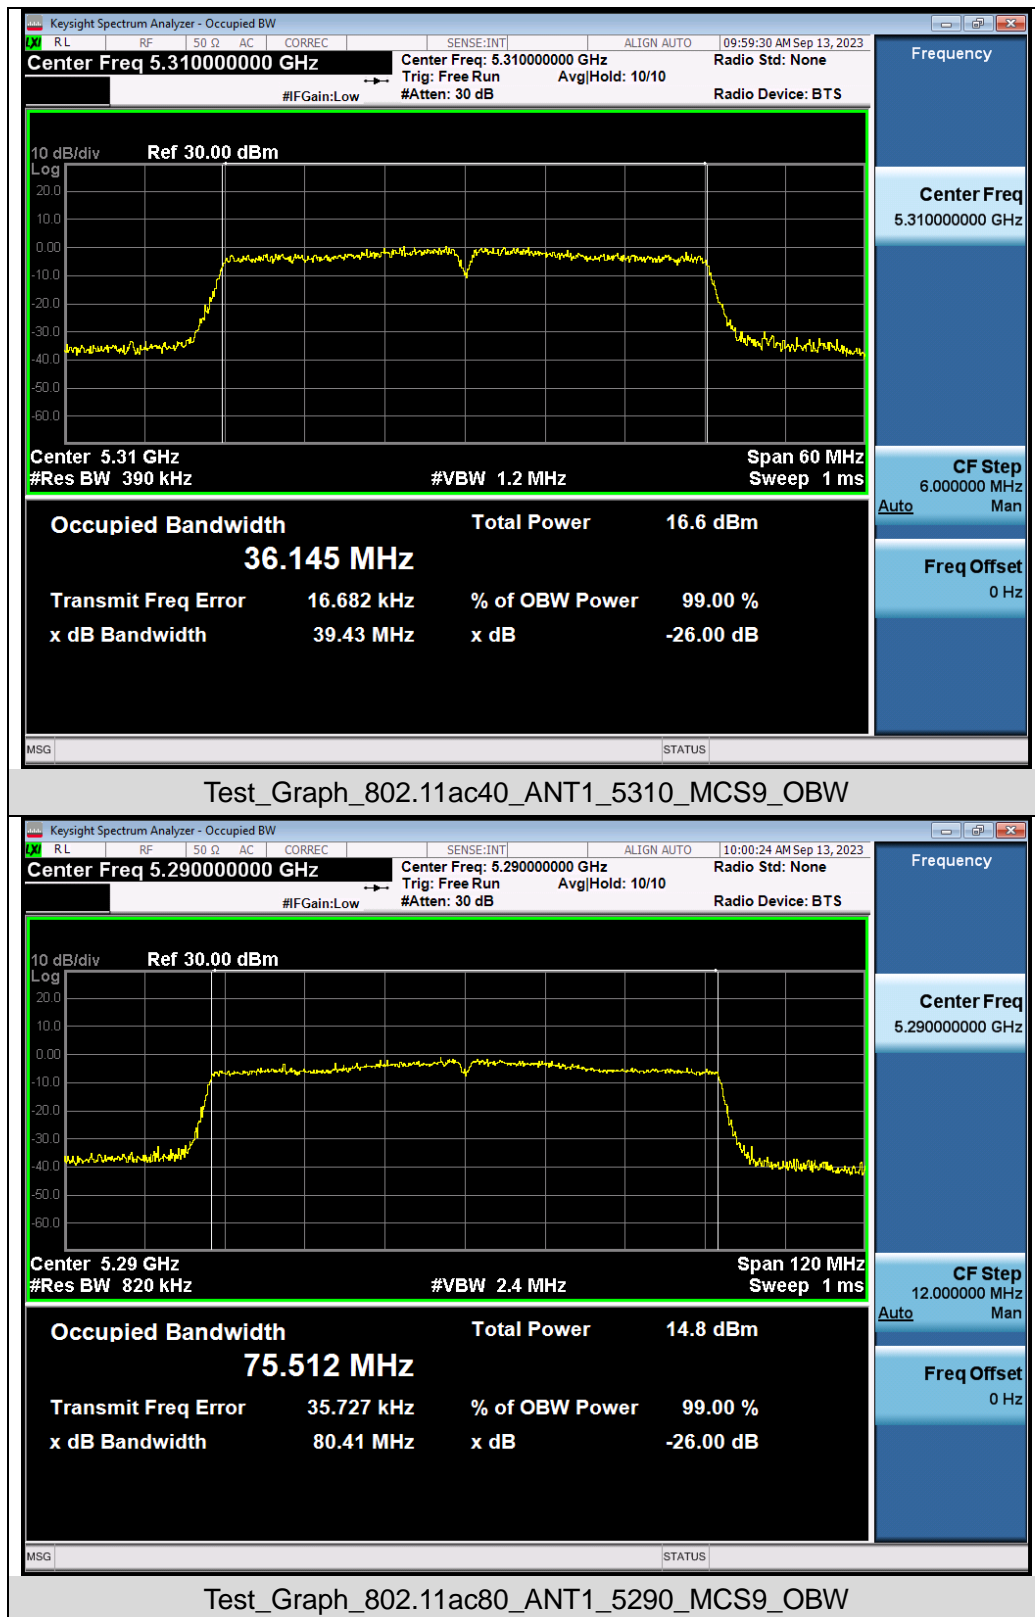 Keysight Spectrum Analyzer - Occupied BW
LXI RL RF 50 Ω AC CORREC SENSE:INT ALIGN AUTO 09:59:30 AM Sep 13, 2023
Center Freq 5.310000000 GHz Center Freq: 5.310000000 GHz Radio Std: None
Trig: Free Run Avg|Hold: 10/10
#IFGain:Low #Atten: 30 dB Radio Device: BTS
10 dB/div Ref 30.00 dBm
Log
20.0
10.0
0.00
-10.0
-20.0
-30.0
-40.0
-50.0
-60.0
Center 5.31 GHz Span 60 MHz
#Res BW 390 kHz #VBW 1.2 MHz Sweep 1 ms
Occupied Bandwidth Total Power 16.6 dBm
36.145 MHz
Transmit Freq Error 16.682 kHz % of OBW Power 99.00 %
x dB Bandwidth 39.43 MHz x dB -26.00 dB
MSG STATUS
Frequency
Center Freq
5.310000000 GHz
CF Step
6.000000 MHz
Auto Man
Freq Offset
0 Hz
Test_Graph_802.11ac40_ANT1_5310_MCS9_OBW
Keysight Spectrum Analyzer - Occupied BW
LXI RL RF 50 Ω AC CORREC SENSE:INT ALIGN AUTO 10:00:24 AM Sep 13, 2023
Center Freq 5.290000000 GHz Center Freq: 5.290000000 GHz Radio Std: None
Trig: Free Run Avg|Hold: 10/10
#IFGain:Low #Atten: 30 dB Radio Device: BTS
10 dB/div Ref 30.00 dBm
Log
20.0
10.0
0.00
-10.0
-20.0
-30.0
-40.0
-50.0
-60.0
Center 5.29 GHz Span 120 MHz
#Res BW 820 kHz #VBW 2.4 MHz Sweep 1 ms
Occupied Bandwidth Total Power 14.8 dBm
75.512 MHz
Transmit Freq Error 35.727 kHz % of OBW Power 99.00 %
x dB Bandwidth 80.41 MHz x dB -26.00 dB
MSG STATUS
Frequency
Center Freq
5.290000000 GHz
CF Step
12.000000 MHz
Auto Man
Freq Offset
0 Hz
Test_Graph_802.11ac80_ANT1_5290_MCS9_OBW